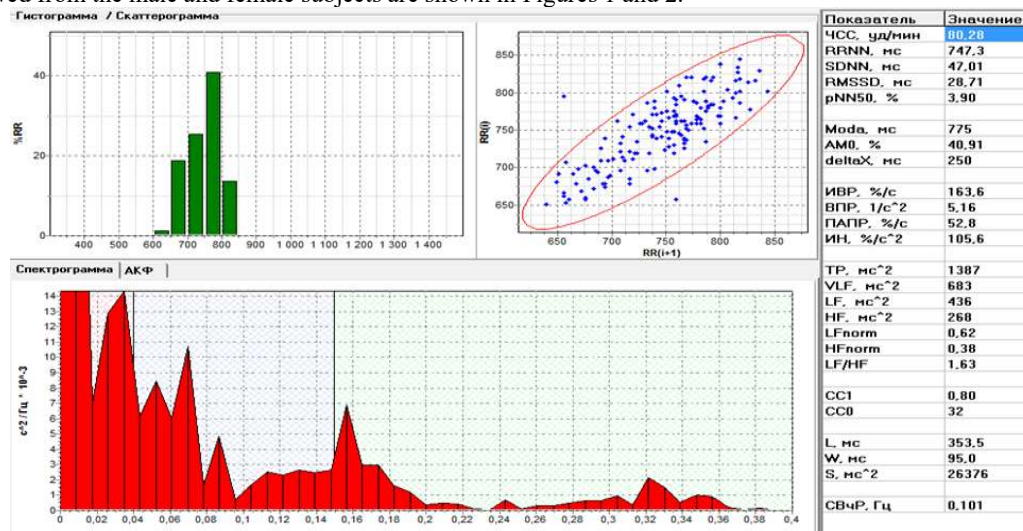 ved from the male and female subjects are shown in Figures 1 and 2.
Гистограмма / Скаттерограмма
%RR
40
20
0
400 500 600 700 800 900 1 000 1 100 1 200 1 300 1 400
RR(i)
850
800
750
700
650
650 700 750 800 850
RR(i+1)
Показатель Значение
ЧСС, уд/мин 80,28
RRNN, мс 747,3
SDNN, мс 47,01
RMSSD, мс 28,71
pNN50, % 3,90
Moda, мс 775
AM0, % 40,91
deltaX, мс 250
ИВР, %/с 163,6
ВПР, 1/с^2 5,16
ПАПР, %/с 52,8
ИН, %/с^2 105,6
TP, мс^2 1387
VLF, мс^2 683
LF, мс^2 436
HF, мс^2 268
LFnorm 0,62
HFnorm 0,38
LF/HF 1,63
CC1 0,80
CC0 32
L, мс 353,5
W, мс 95,0
S, мс^2 26376
СВчР, Гц 0,101
Спектрограмма АКФ
с^2/Гц * 10^-3
14
13
12
11
10
9
8
7
6
5
4
3
2
1
0
0 0,02 0,04 0,06 0,08 0,1 0,12 0,14 0,16 0,18 0,2 0,22 0,24 0,26 0,28 0,3 0,32 0,34 0,36 0,38 0,4